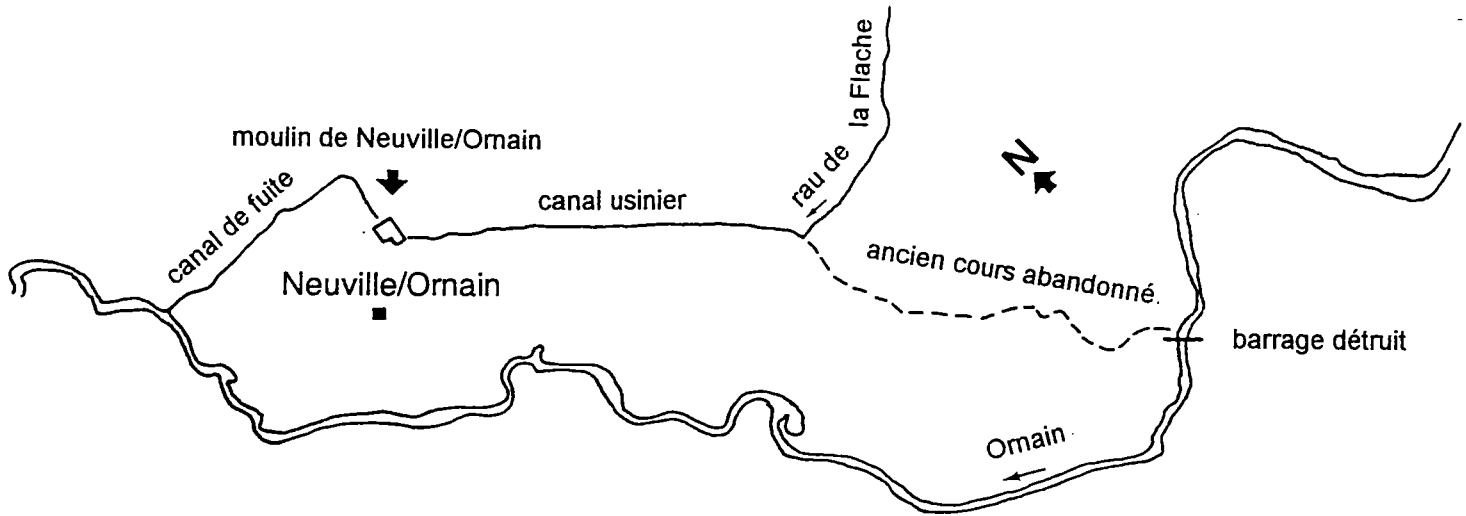 la Flache
rau de
moulin de Neuville/Ornain
N
canal usinier
canal de fuite
ancien cours abandonné.
Neuville/Ornain
barrage détruit
Ornain